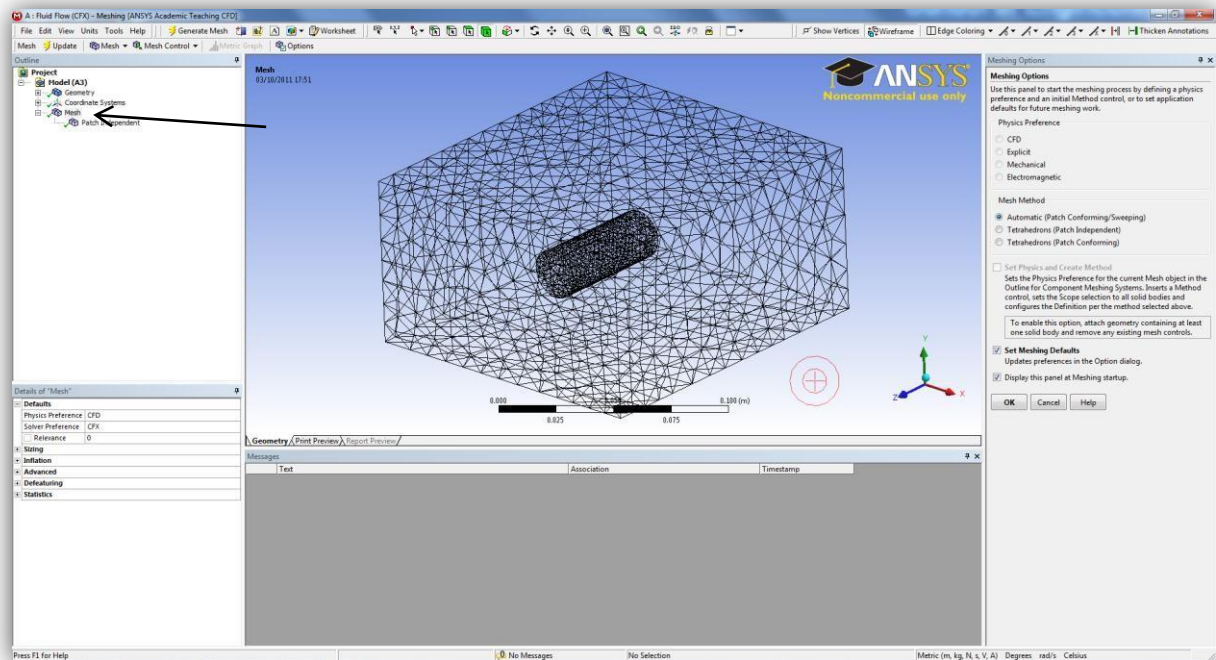 A : Fluid Flow (CFX) - Meshing [ANSYS Academic Teaching CFD]
File Edit View Units Tools Help Generate Mesh Worksheet Show Vertices Wireframe Edge Coloring Thicken Annotations
Mesh Update Mesh Mesh Control Metric Graph Options
Outline
Project
Model (A3)
Geometry
Coordinate Systems
Mesh
Patch Independent
Details of "Mesh"
Defaults
Physics Preference CFD
Solver Preference CFX
Relevance 0
Sizing
Inflation
Advanced
Defeaturing
Statistics
Mesh
03/10/2011 17:51
ANSYS
Noncommercial use only
Y
Z X
0.000 0.050 0.100 (m)
0.025 0.075
Geometry Print Preview Report Preview
Messages
Text Association Timestamp
Meshing Options
Meshing Options
Use this panel to start the meshing process by defining a physics
preference and an initial Method control, or to set application
defaults for future meshing work.
Physics Preference
CFD
Explicit
Mechanical
Electromagnetic
Mesh Method
Automatic (Patch Conforming/Sweeping)
Tetrahedrons (Patch Independent)
Tetrahedrons (Patch Conforming)
Set Physics and Create Method
Sets the Physics Preference for the current Mesh object in the
Outline for Component Meshing Systems. Inserts a Method
control, sets the Scope selection to all solid bodies and
configures the Definition per the method selected above.
To enable this option, attach geometry containing at least
one solid body and remove any existing mesh controls.
Set Meshing Defaults
Updates preferences in the Option dialog.
Display this panel at Meshing startup.
OK Cancel Help
Press F1 for Help No Messages No Selection Metric (m, kg, N, s, V, A) Degrees rad/s Celsius